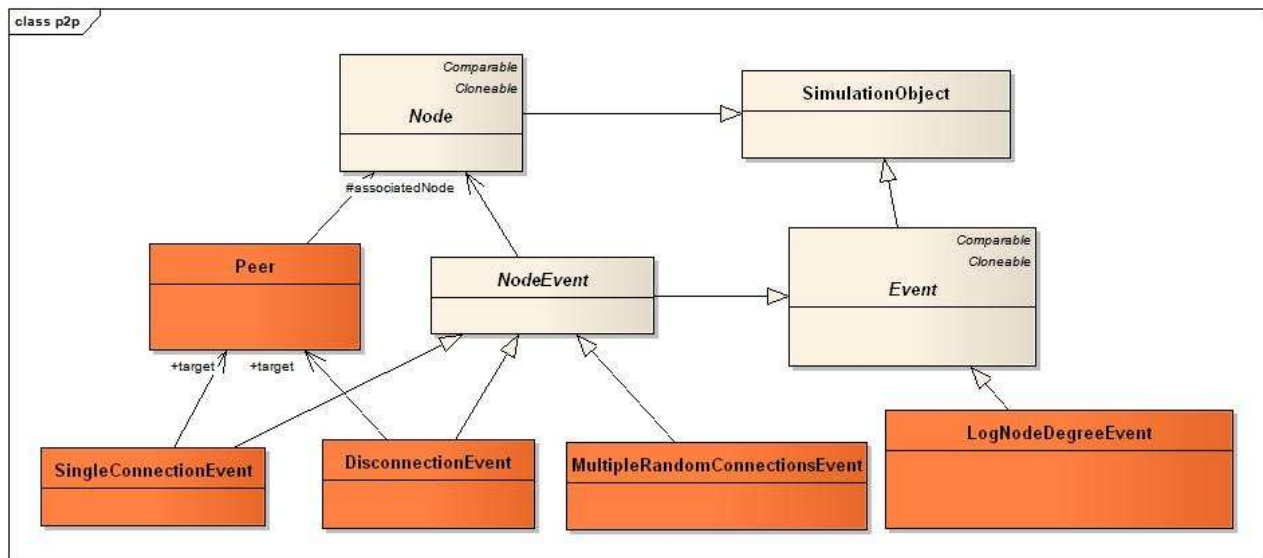 class p2p
Comparable
Cloneable
Node
SimulationObject
#associatedNode
Comparable
Cloneable
Event
Peer
NodeEvent
+target
+target
LogNodeDegreeEvent
SingleConnectionEvent
DisconnectionEvent
MultipleRandomConnectionsEvent